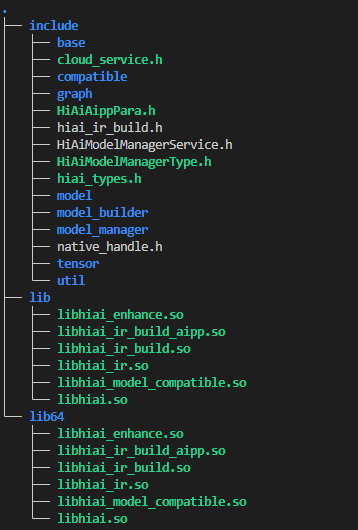 .
├── include
│   ├── base
│   ├── cloud_service.h
│   ├── compatible
│   ├── graph
│   ├── HiAiAippPara.h
│   ├── hiai_ir_build.h
│   ├── HiAiModelManagerService.h
│   ├── HiAiModelManagerType.h
│   ├── hiai_types.h
│   ├── model
│   ├── model_builder
│   ├── model_manager
│   ├── native_handle.h
│   ├── tensor
│   └── util
├── lib
│   ├── libhiai_enhance.so
│   ├── libhiai_ir_build_aipp.so
│   ├── libhiai_ir_build.so
│   ├── libhiai_ir.so
│   ├── libhiai_model_compatible.so
│   └── libhiai.so
└── lib64
    ├── libhiai_enhance.so
    ├── libhiai_ir_build_aipp.so
    ├── libhiai_ir_build.so
    ├── libhiai_ir.so
    ├── libhiai_model_compatible.so
    └── libhiai.so